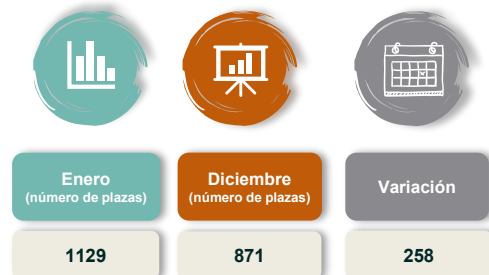 Enero
(número de plazas)
Diciembre
(número de plazas)
Variación
1129
871
258